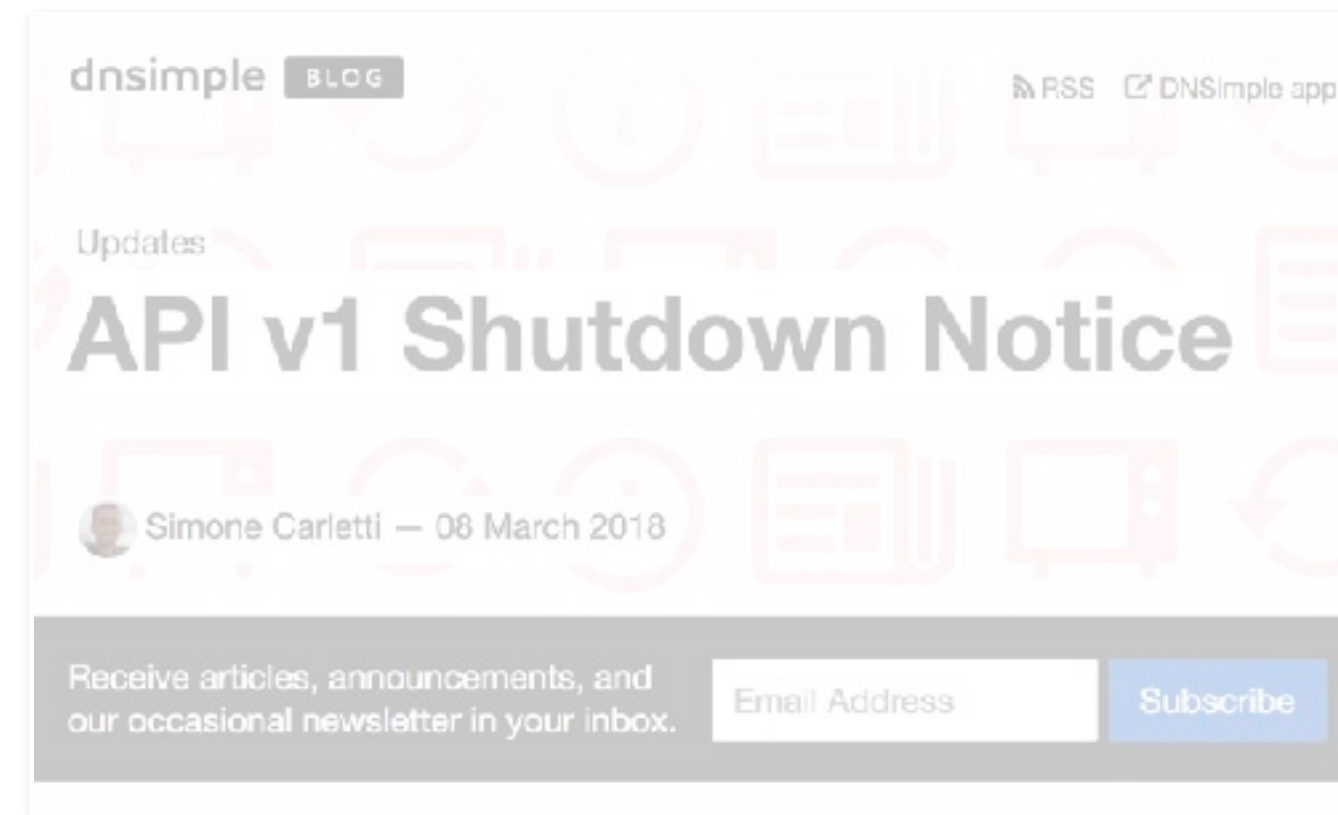 dnsimple BLOG
RSS DNSimple app
Updates
API v1 Shutdown Notice
Simone Carletti — 08 March 2018
Receive articles, announcements, and
our occasional newsletter in your inbox.
Email Address
Subscribe